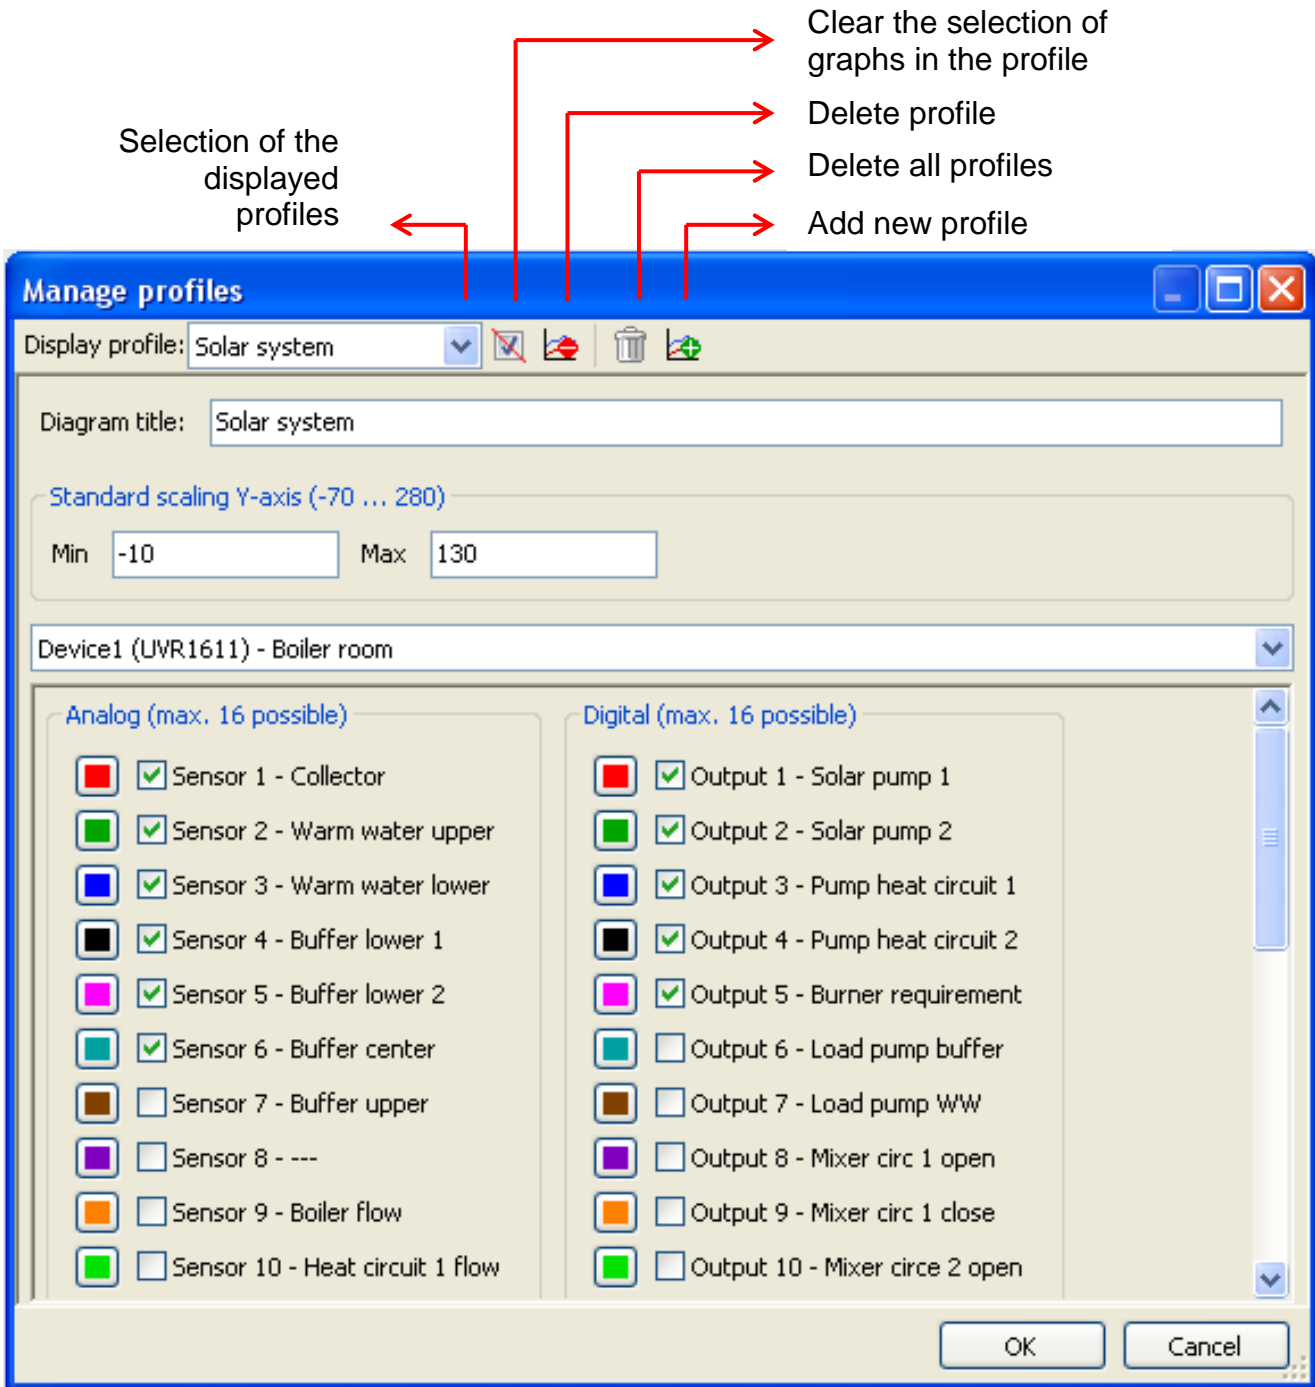 Clear the selection of
graphs in the profile
Delete profile
Selection of the
displayed
profiles
Delete all profiles
Add new profile
Manage profiles
Display profile: Solar system
Diagram title: Solar system
Standard scaling Y-axis (-70 ... 280)
Min -10 Max 130
Device1 (UVR1611) - Boiler room
Analog (max. 16 possible)
Sensor 1 - Collector
Sensor 2 - Warm water upper
Sensor 3 - Warm water lower
Sensor 4 - Buffer lower 1
Sensor 5 - Buffer lower 2
Sensor 6 - Buffer center
Sensor 7 - Buffer upper
Sensor 8 - ---
Sensor 9 - Boiler flow
Sensor 10 - Heat circuit 1 flow
Digital (max. 16 possible)
Output 1 - Solar pump 1
Output 2 - Solar pump 2
Output 3 - Pump heat circuit 1
Output 4 - Pump heat circuit 2
Output 5 - Burner requirement
Output 6 - Load pump buffer
Output 7 - Load pump WW
Output 8 - Mixer circ 1 open
Output 9 - Mixer circ 1 close
Output 10 - Mixer circe 2 open
OK Cancel